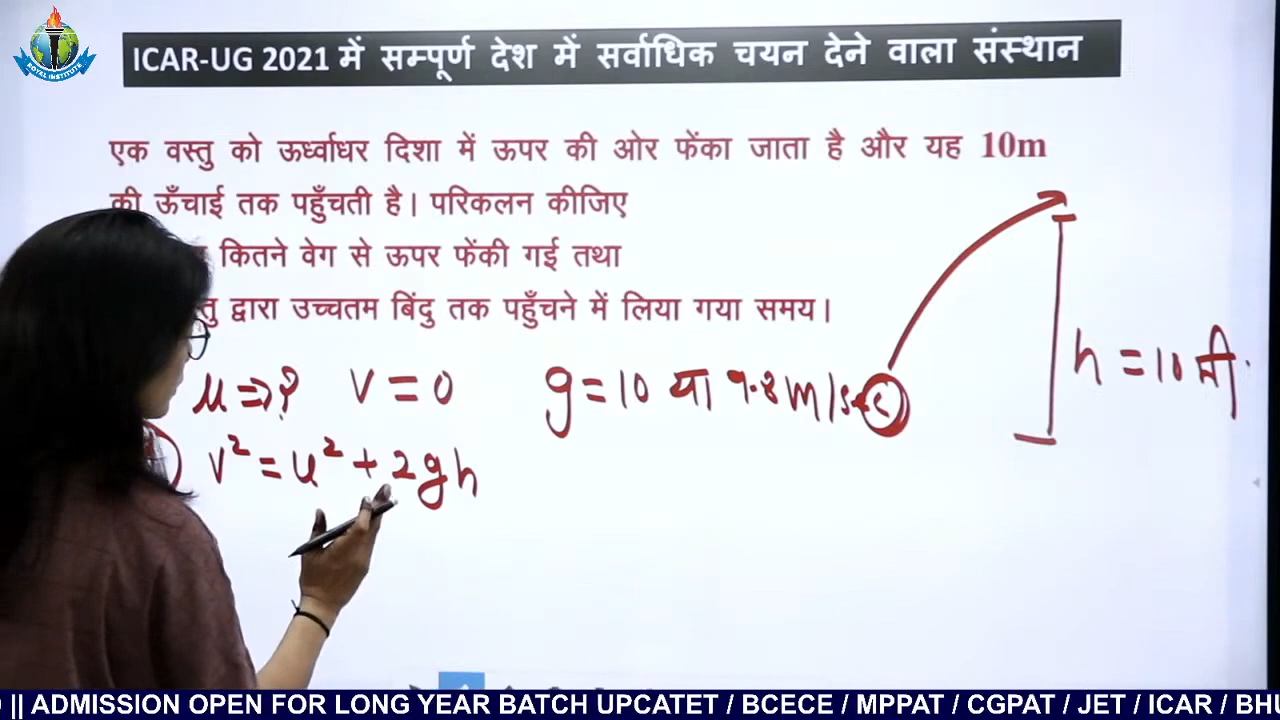 ROYAL INSTITUTE
ICAR-UG 2021 में सम्पूर्ण देश में सर्वाधिक चयन देने वाला संस्थान
एक वस्तु को ऊर्ध्वाधर दिशा में ऊपर की ओर फेंका जाता है और यह 10m
की ऊँचाई तक पहुँचती है। परिकलन कीजिए
कितने वेग से ऊपर फेंकी गई तथा
तु द्वारा उच्चतम बिंदु तक पहुँचने में लिया गया समय।
u => ? v = 0 g = 10 या 9.8 m/s
h = 10 मी.
v² = u² + 2gh
|| ADMISSION OPEN FOR LONG YEAR BATCH UPCATET / BCECE / MPPAT / CGPAT / JET / ICAR / BHU